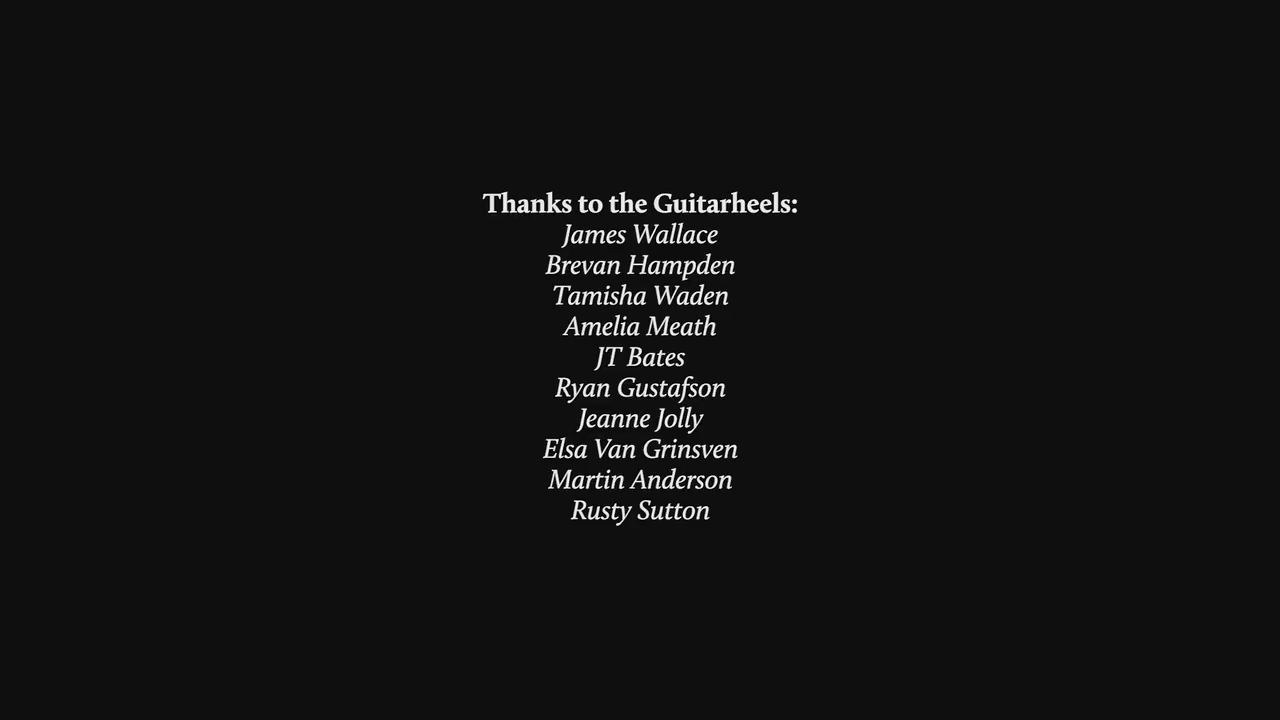 Thanks to the Guitarheels:
James Wallace
Brevan Hampden
Tamisha Waden
Amelia Meath
JT Bates
Ryan Gustafson
Jeanne Jolly
Elsa Van Grinsven
Martin Anderson
Rusty Sutton